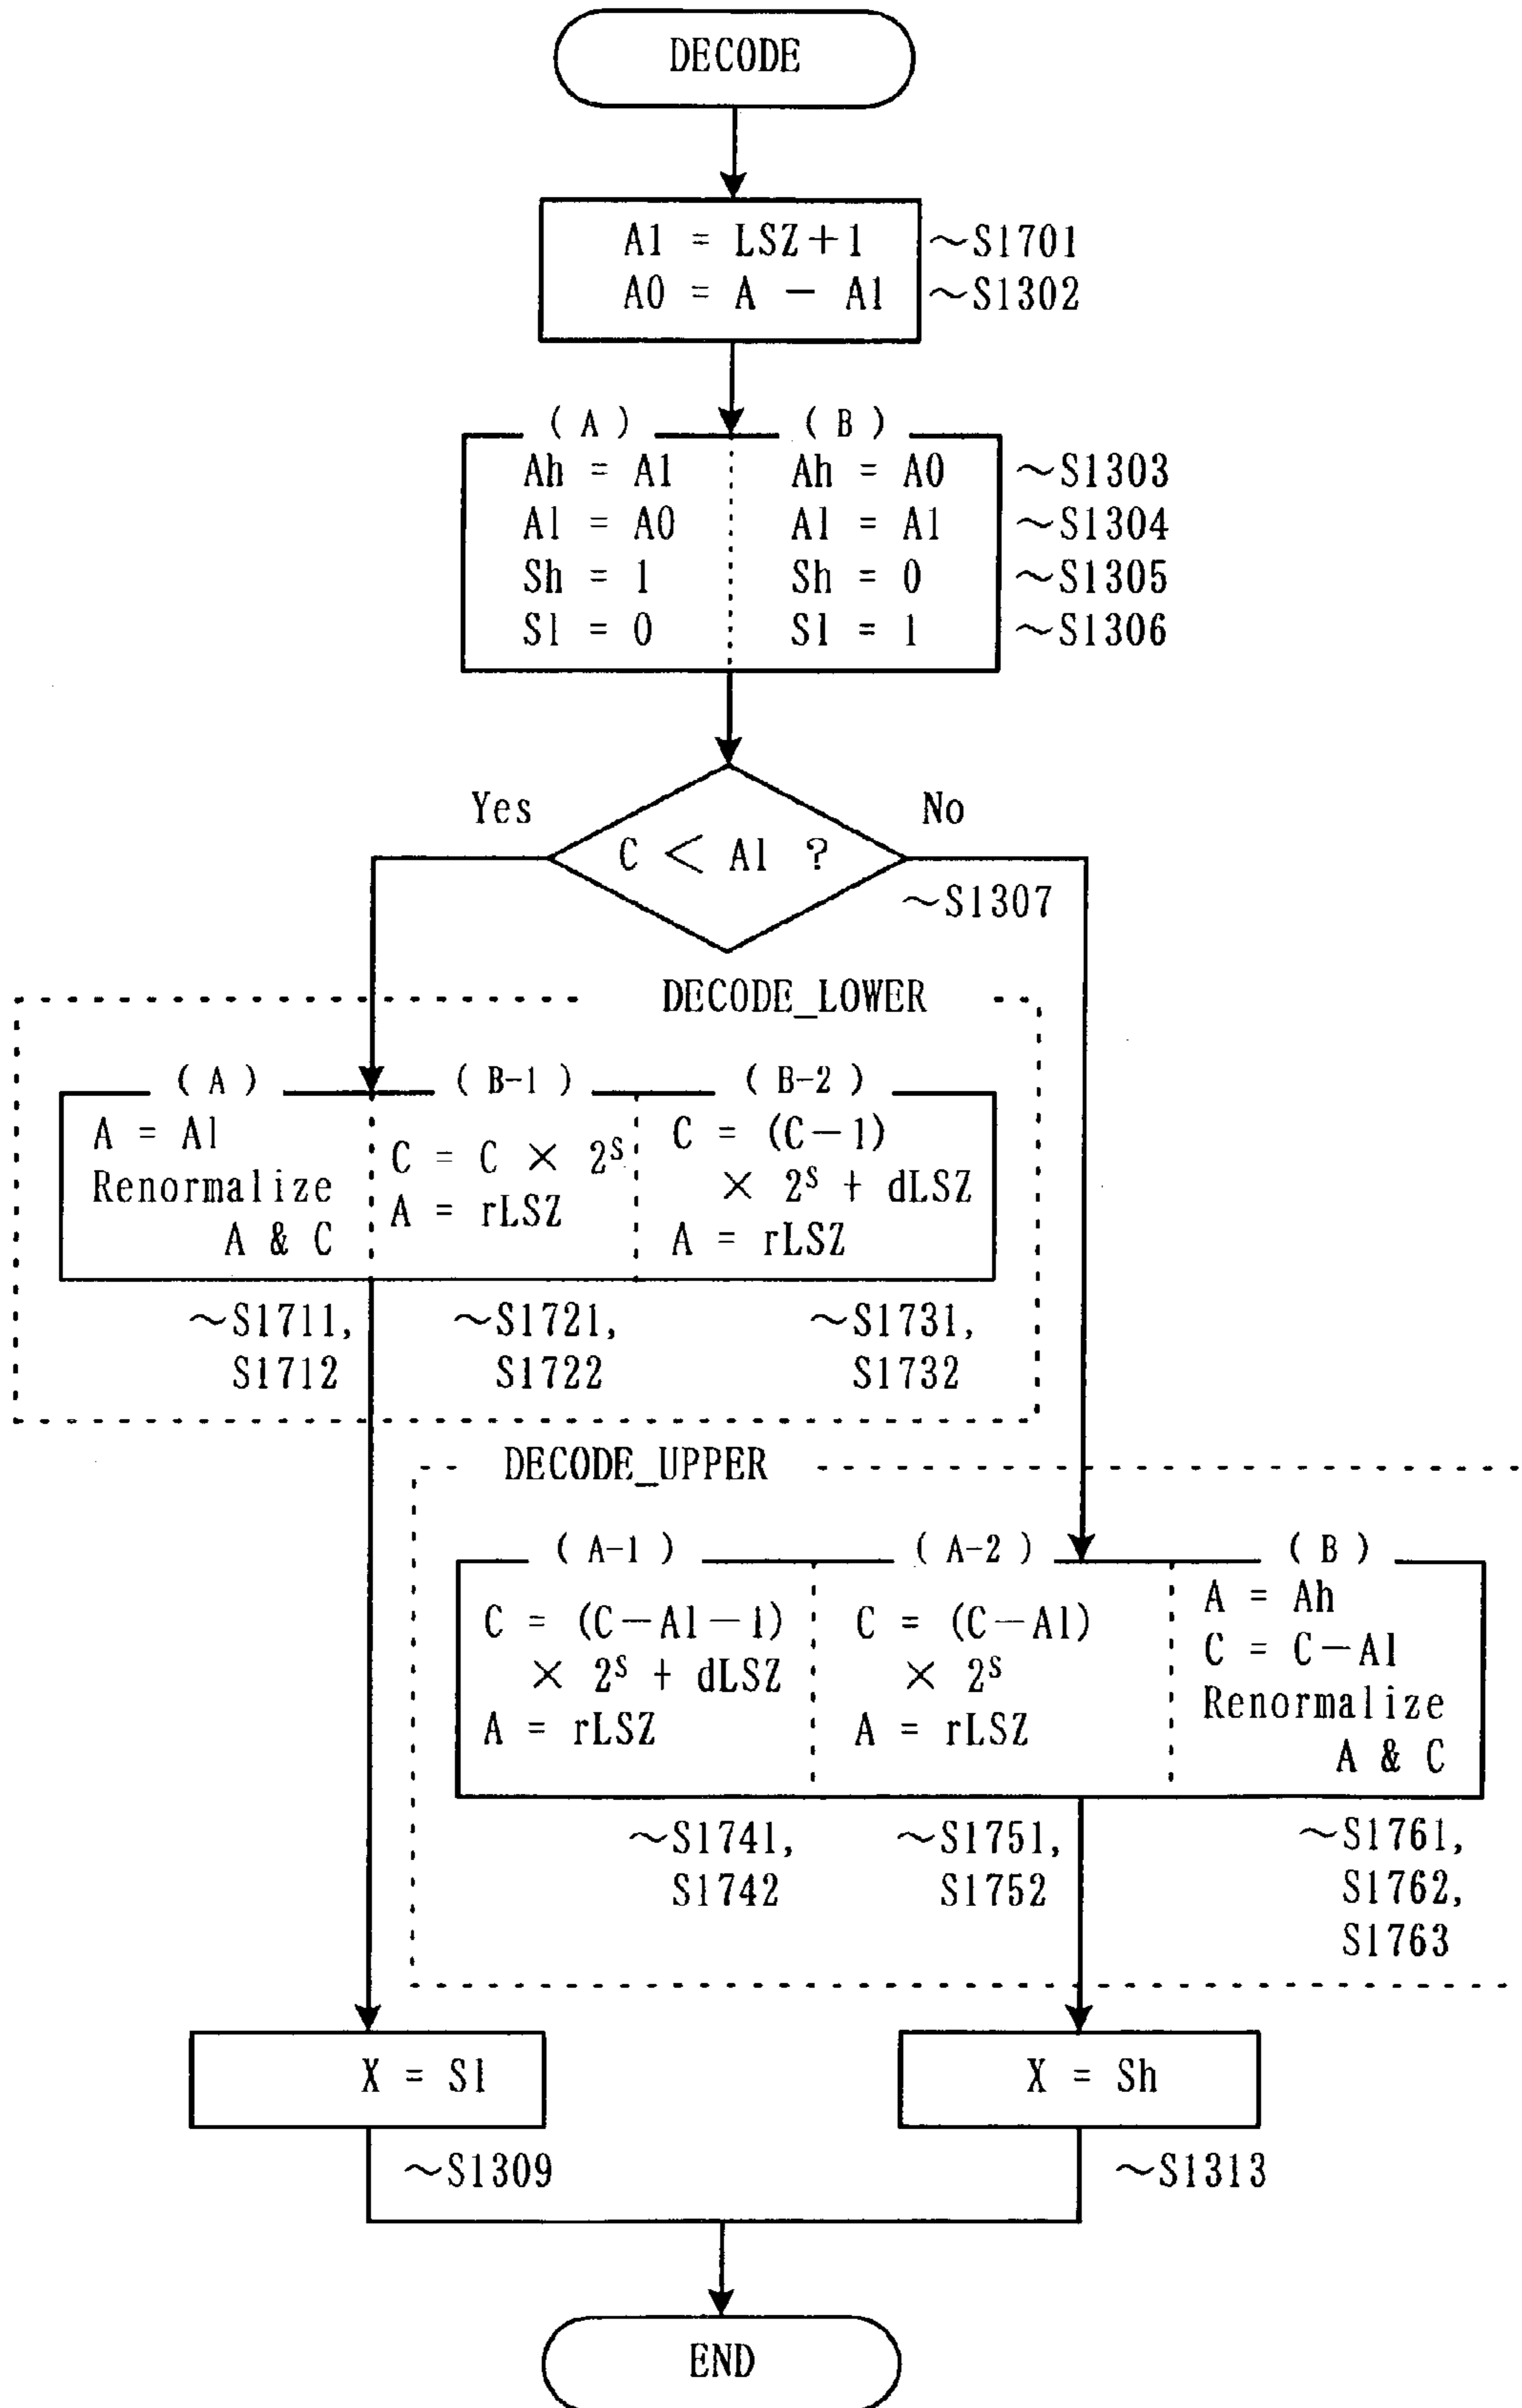 DECODE
A1 = LSZ+1 ~S1701
A0 = A - A1 ~S1302
(A) (B)
Ah = A1 Ah = A0 ~S1303
Al = A0 Al = A1 ~S1304
Sh = 1 Sh = 0 ~S1305
Sl = 0 Sl = 1 ~S1306
Yes No
C < Al ?
~S1307
DECODE_LOWER
(A) (B-1) (B-2)
A = Al
Renormalize
A & C
C = C × 2ˢ
A = rLSZ
C = (C-1)
× 2ˢ + dLSZ
A = rLSZ
~S1711, ~S1721, ~S1731,
S1712 S1722 S1732
DECODE_UPPER
(A-1) (A-2) (B)
C = (C-Al-1)
× 2ˢ + dLSZ
A = rLSZ
C = (C-Al)
× 2ˢ
A = rLSZ
A = Ah
C = C-Al
Renormalize
A & C
~S1741, ~S1751, ~S1761,
S1742 S1752 S1762,
S1763
X = Sl X = Sh
~S1309 ~S1313
END